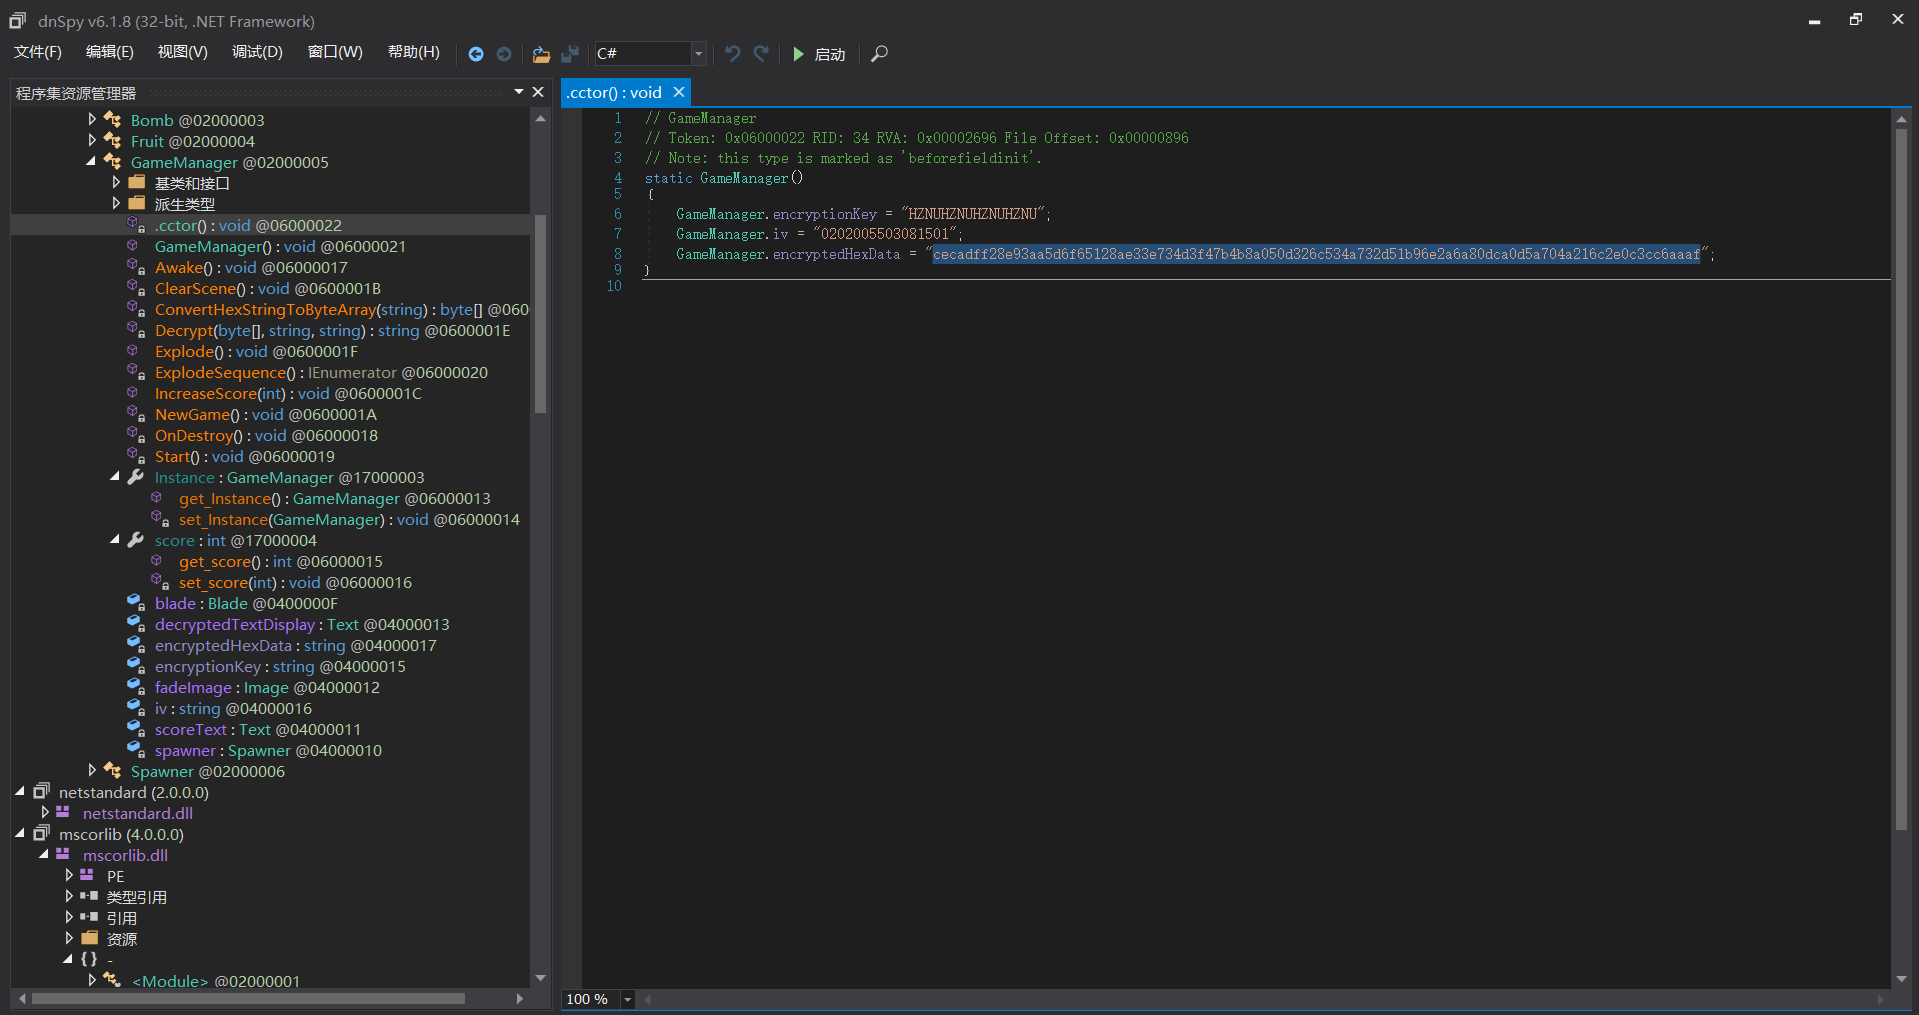 dnSpy v6.1.8 (32-bit, .NET Framework)
文件(F) 编辑(E) 视图(V) 调试(D) 窗口(W) 帮助(H) C# 启动
程序集资源管理器
Bomb @02000003
Fruit @02000004
GameManager @02000005
基类和接口
派生类型
.cctor() : void @06000022
GameManager() : void @06000021
Awake() : void @06000017
ClearScene() : void @0600001B
ConvertHexStringToByteArray(string) : byte[] @060
Decrypt(byte[], string, string) : string @0600001E
Explode() : void @0600001F
ExplodeSequence() : IEnumerator @06000020
IncreaseScore(int) : void @0600001C
NewGame() : void @0600001A
OnDestroy() : void @06000018
Start() : void @06000019
Instance : GameManager @17000003
get_Instance() : GameManager @06000013
set_Instance(GameManager) : void @06000014
score : int @17000004
get_score() : int @06000015
set_score(int) : void @06000016
blade : Blade @0400000F
decryptedTextDisplay : Text @04000013
encryptedHexData : string @04000017
encryptionKey : string @04000015
fadeImage : Image @04000012
iv : string @04000016
scoreText : Text @04000011
spawner : Spawner @04000010
Spawner @02000006
netstandard (2.0.0.0)
netstandard.dll
mscorlib (4.0.0.0)
mscorlib.dll
PE
类型引用
引用
资源
{ } -
<Module> @02000001
.cctor() : void
1 // GameManager
2 // Token: 0x06000022 RID: 34 RVA: 0x00002696 File Offset: 0x00000896
3 // Note: this type is marked as 'beforefieldinit'.
4 static GameManager()
5 {
6 GameManager.encryptionKey = "HZNUHZNUHZNUHZNU";
7 GameManager.iv = "0202005503081501";
8 GameManager.encryptedHexData = "cecadff28e93aa5d6f65128ae33e734d3f47b4b8a050d326c534a732d51b96e2a6a80dca0d5a704a216c2e0c3cc6aaaf";
9 }
10
100 %